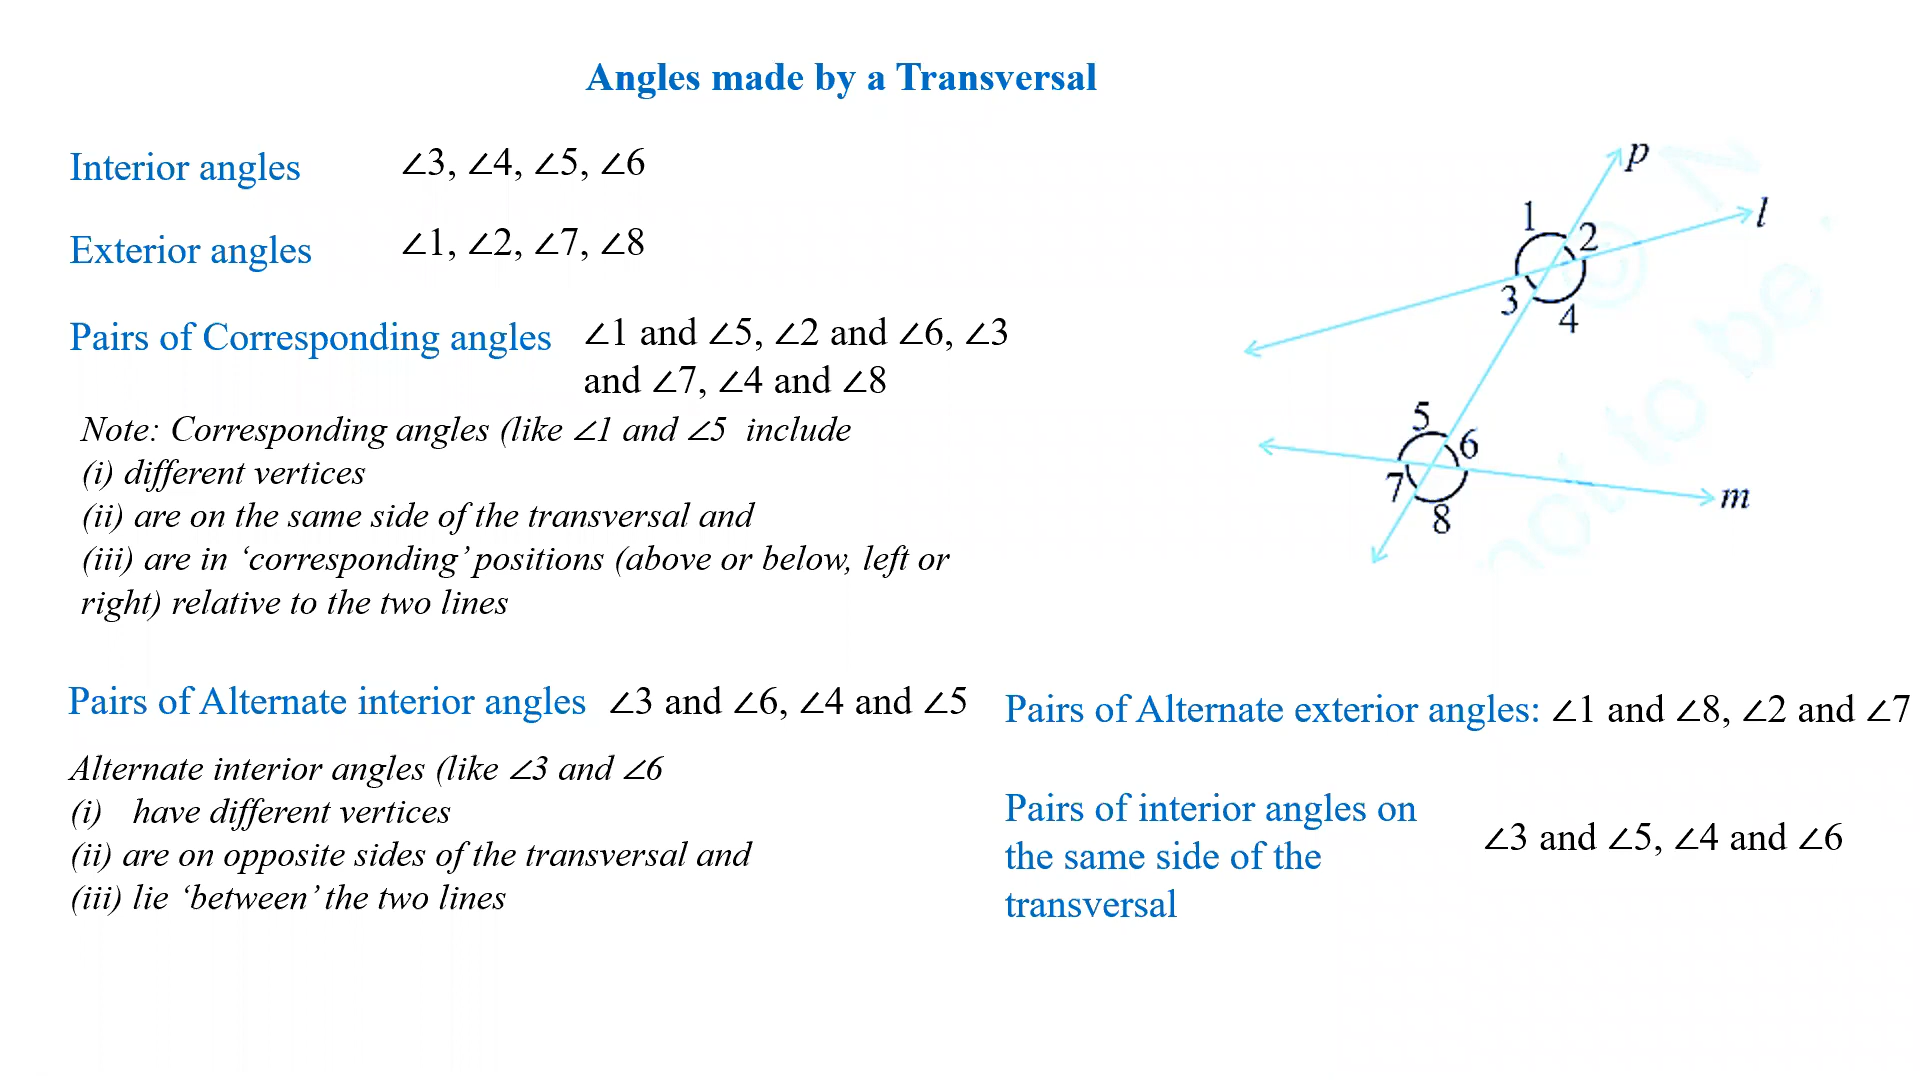 Angles made by a Transversal
Interior angles ∠3, ∠4, ∠5, ∠6
Exterior angles ∠1, ∠2, ∠7, ∠8
Pairs of Corresponding angles ∠1 and ∠5, ∠2 and ∠6, ∠3
and ∠7, ∠4 and ∠8
Note: Corresponding angles (like ∠1 and ∠5 include
(i) different vertices
(ii) are on the same side of the transversal and
(iii) are in ‘corresponding’ positions (above or below, left or
right) relative to the two lines
p
l
1
2
3
4
5
6
7
8
m
not to be
Pairs of Alternate interior angles ∠3 and ∠6, ∠4 and ∠5
Alternate interior angles (like ∠3 and ∠6
(i) have different vertices
(ii) are on opposite sides of the transversal and
(iii) lie ‘between’ the two lines
Pairs of Alternate exterior angles: ∠1 and ∠8, ∠2 and ∠7
Pairs of interior angles on
the same side of the
transversal
∠3 and ∠5, ∠4 and ∠6